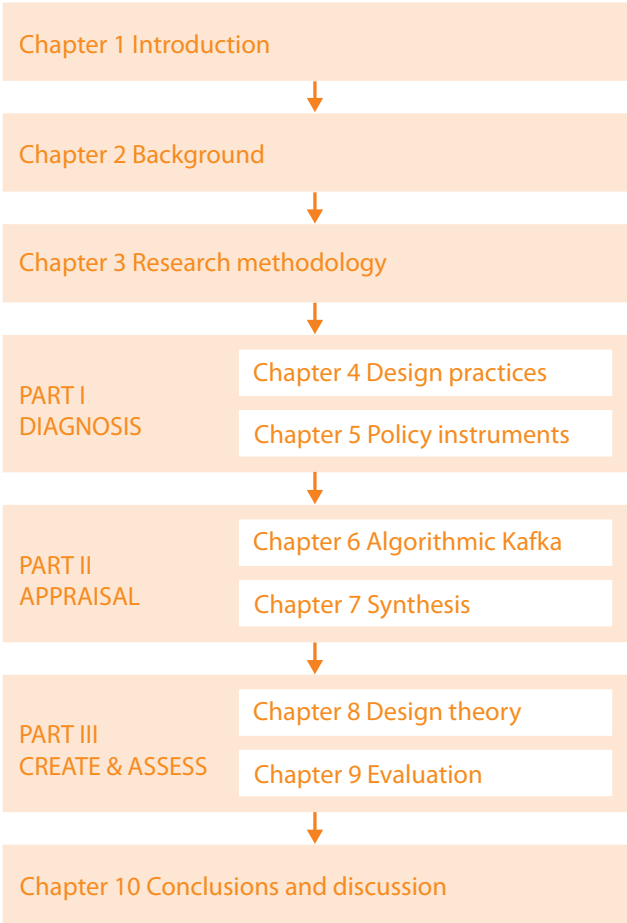 Chapter 1 Introduction
Chapter 2 Background
Chapter 3 Research methodology
PART I
DIAGNOSIS
Chapter 4 Design practices
Chapter 5 Policy instruments
PART II
APPRAISAL
Chapter 6 Algorithmic Kafka
Chapter 7 Synthesis
PART III
CREATE & ASSESS
Chapter 8 Design theory
Chapter 9 Evaluation
Chapter 10 Conclusions and discussion